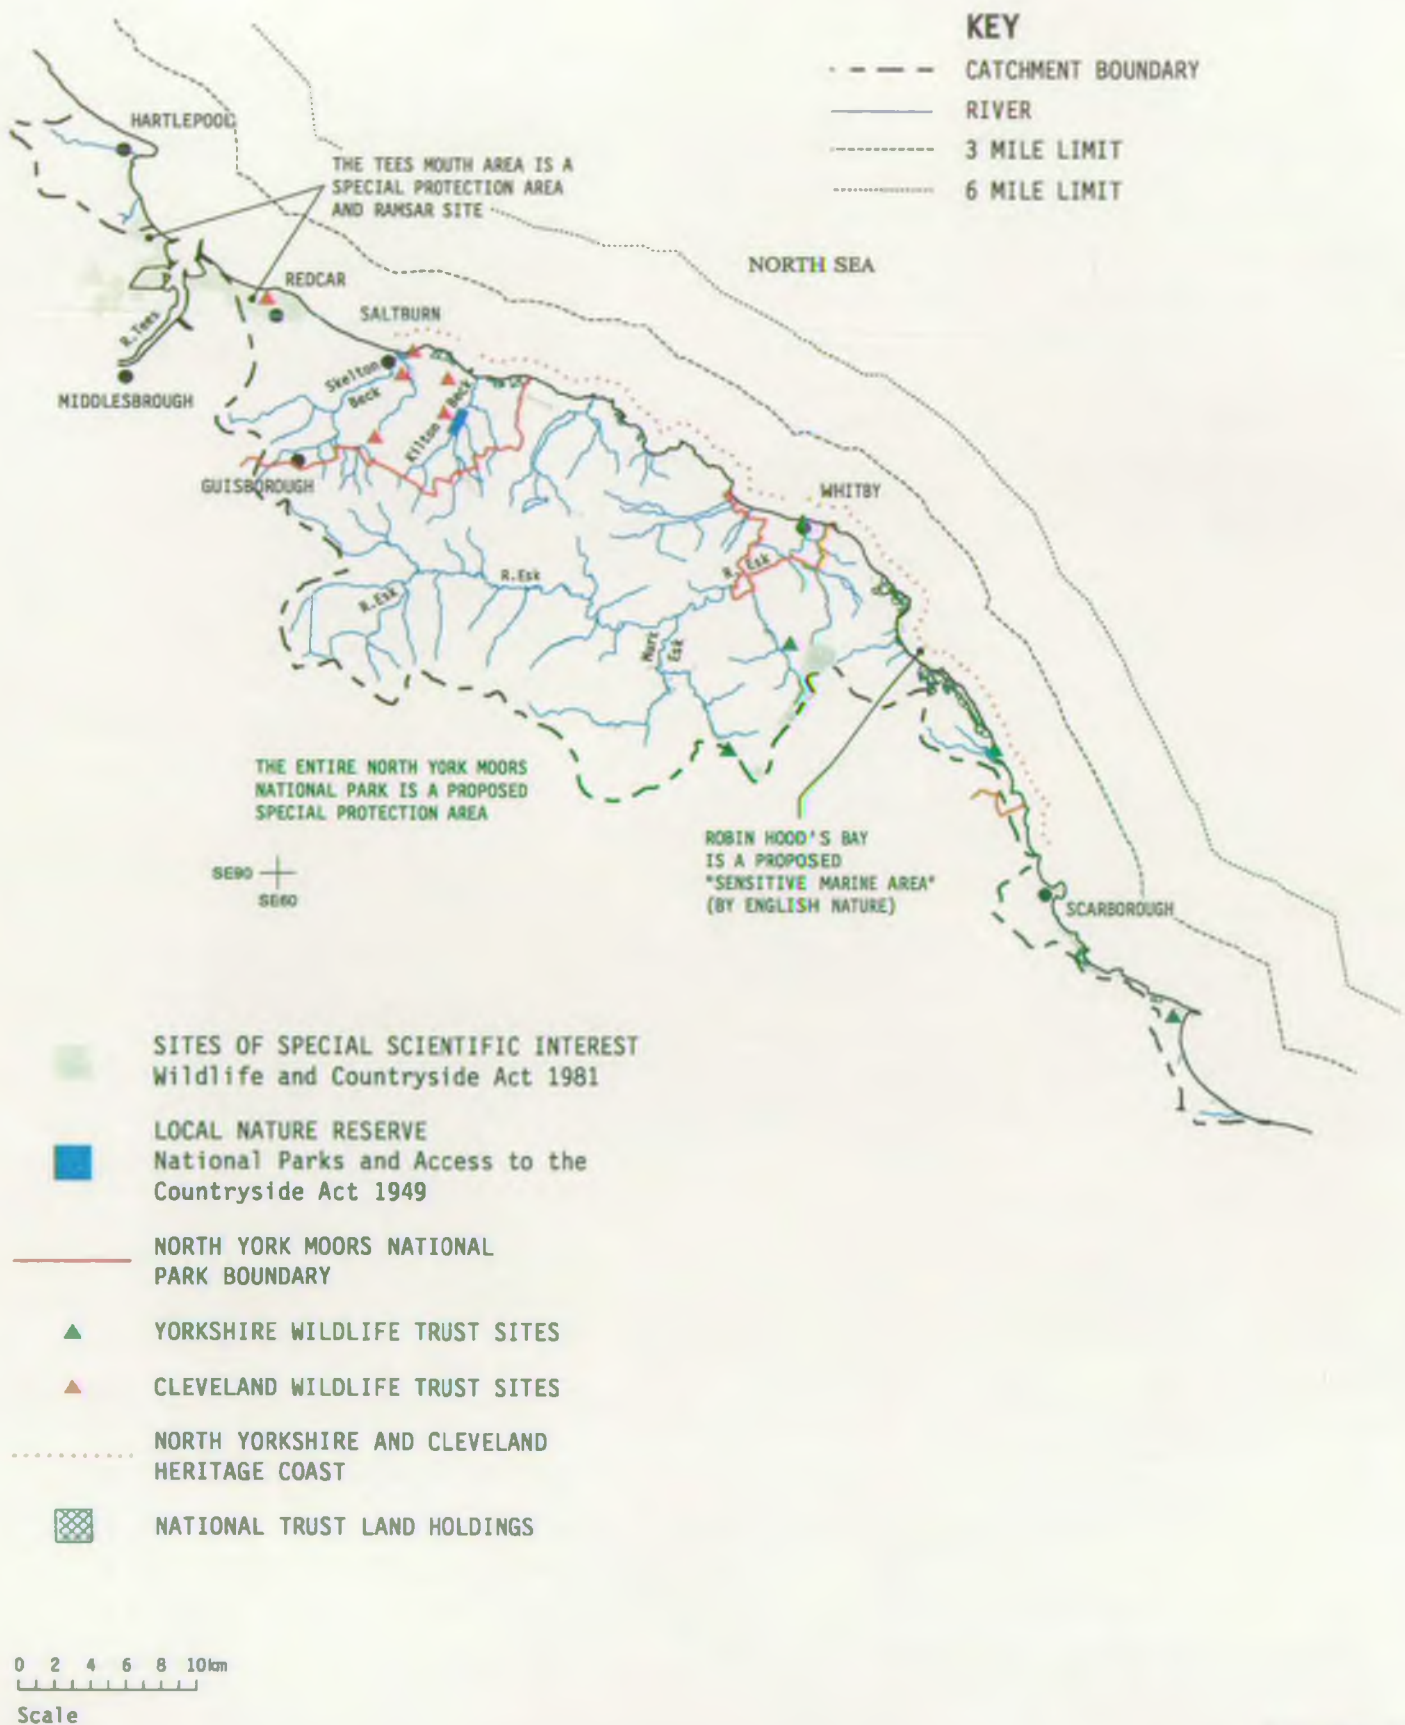 KEY
CATCHMENT BOUNDARY
RIVER
3 MILE LIMIT
6 MILE LIMIT
HARTLEPOOL
THE TEES MOUTH AREA IS A
SPECIAL PROTECTION AREA
AND RAMSAR SITE
NORTH SEA
REDCAR
SALTBURN
R.Tees
MIDDLESBROUGH
Skelton
Beck
Kilton Beck
GUISBOROUGH
WHITBY
R.Esk
R.Esk
R. Esk
Murk
Esk
THE ENTIRE NORTH YORK MOORS
NATIONAL PARK IS A PROPOSED
SPECIAL PROTECTION AREA
ROBIN HOOD'S BAY
IS A PROPOSED
"SENSITIVE MARINE AREA"
(BY ENGLISH NATURE)
SE90
SE60
SCARBOROUGH
SITES OF SPECIAL SCIENTIFIC INTEREST
Wildlife and Countryside Act 1981
LOCAL NATURE RESERVE
National Parks and Access to the
Countryside Act 1949
NORTH YORK MOORS NATIONAL
PARK BOUNDARY
YORKSHIRE WILDLIFE TRUST SITES
CLEVELAND WILDLIFE TRUST SITES
NORTH YORKSHIRE AND CLEVELAND
HERITAGE COAST
NATIONAL TRUST LAND HOLDINGS
0 2 4 6 8 10km
Scale